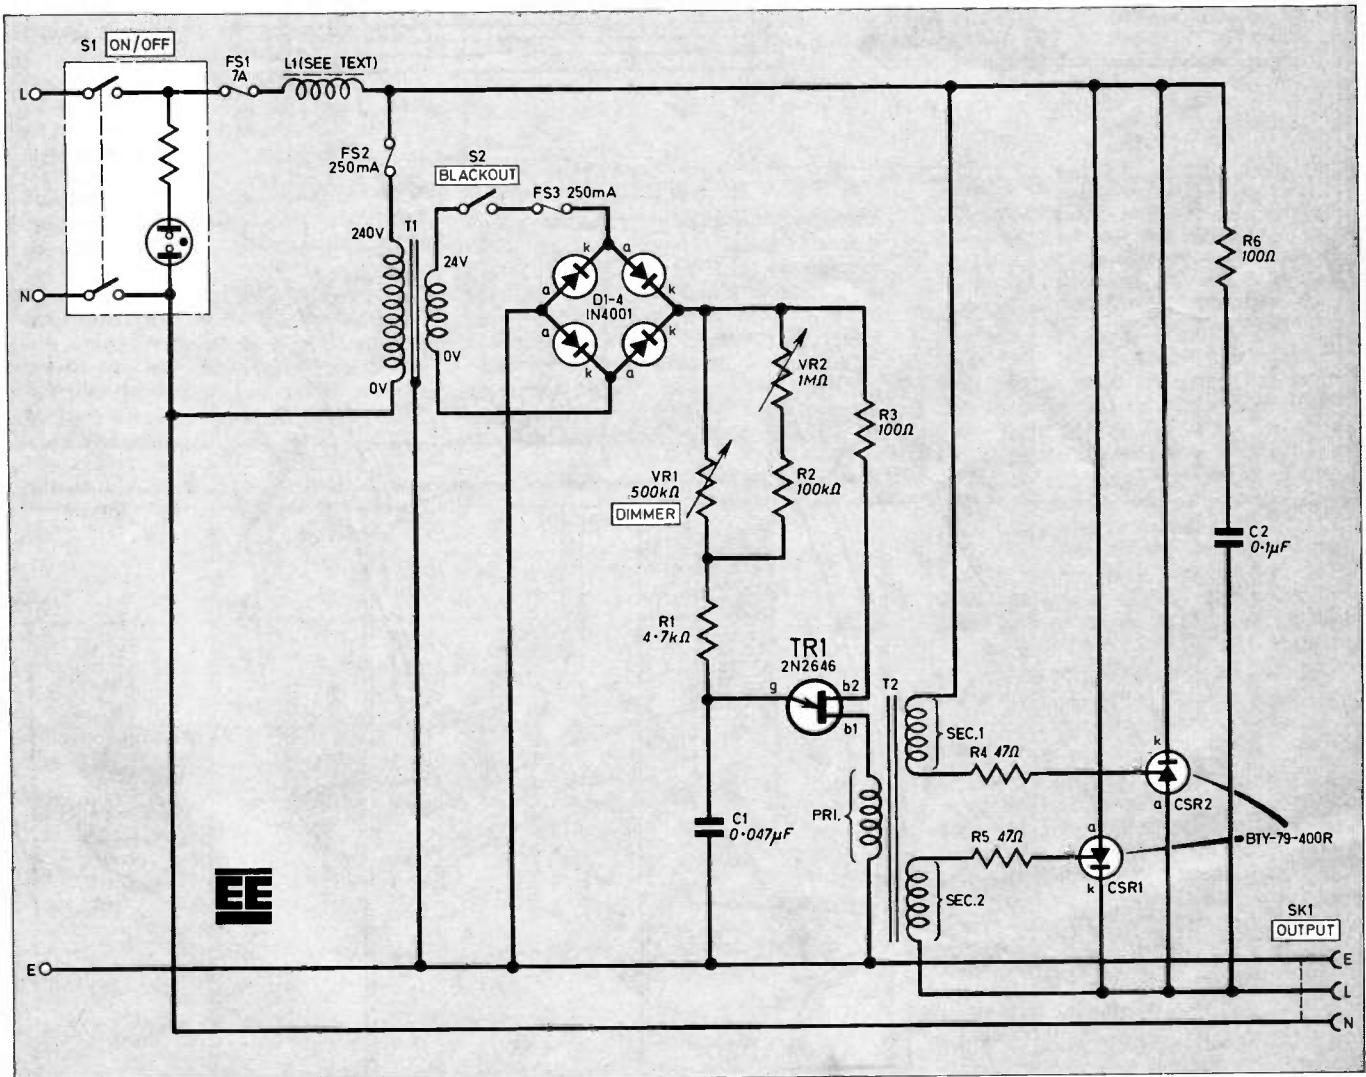 S1 ON/OFF
FS1
7A
L1(SEE TEXT)
L
FS2
250mA
S2
BLACKOUT
FS3 250mA
N
240V
T1
24V
k
a
a
k
D1-4
IN4001
a
k
k
a
0V
0V
R6
100Ω
VR2
1MΩ
R3
100Ω
VR1
500kΩ
DIMMER
R2
100kΩ
C2
0·1µF
R1
4·7kΩ
TR1
2N2646
g
b2
b1
T2
SEC.1
R4 47Ω
k
a
CSR2
PRI.
C1
0·047µF
R5 47Ω
a
k
CSR1
BTY-79-400R
EE
SEC.2
SK1
OUTPUT
E
E
L
N